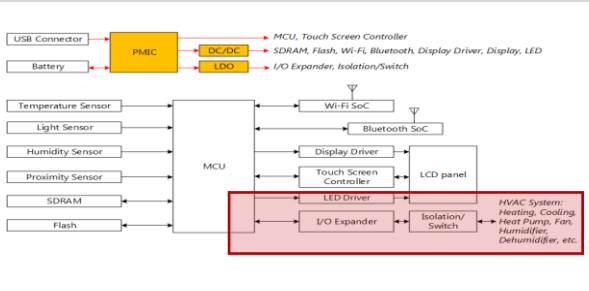 USB Connector
Battery
PMIC
DC/DC
LDO
MCU, Touch Screen Controller
SDRAM, Flash, Wi-Fi, Bluetooth, Display Driver, Display, LED
I/O Expander, Isolation/Switch
Temperature Sensor
Light Sensor
Humidity Sensor
Proximity Sensor
SDRAM
Flash
MCU
Wi-Fi SoC
Bluetooth SoC
Display Driver
Touch Screen
Controller
LED Driver
I/O Expander
LCD panel
Isolation/
Switch
HVAC System:
Heating, Cooling,
Heat Pump, Fan,
Humidifier,
Dehumidifier, etc.